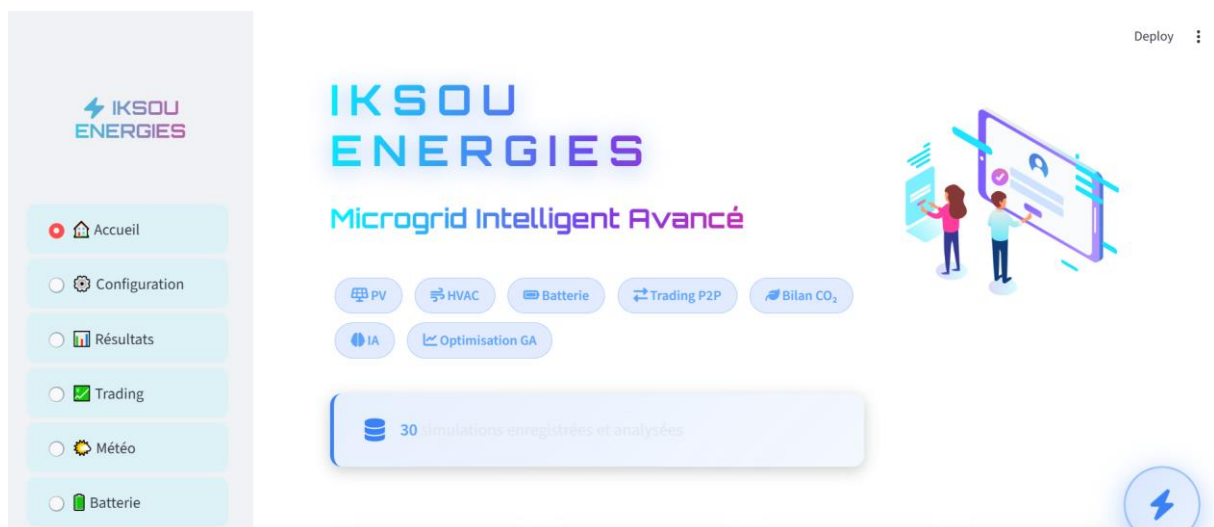 Deploy
IKSOU
ENERGIES
Accueil
Configuration
Résultats
Trading
Météo
Batterie
IKSOU
ENERGIES
Microgrid Intelligent Avancé
PV
HVAC
Batterie
Trading P2P
Bilan CO₂
IA
Optimisation GA
30 simulations enregistrées et analysées